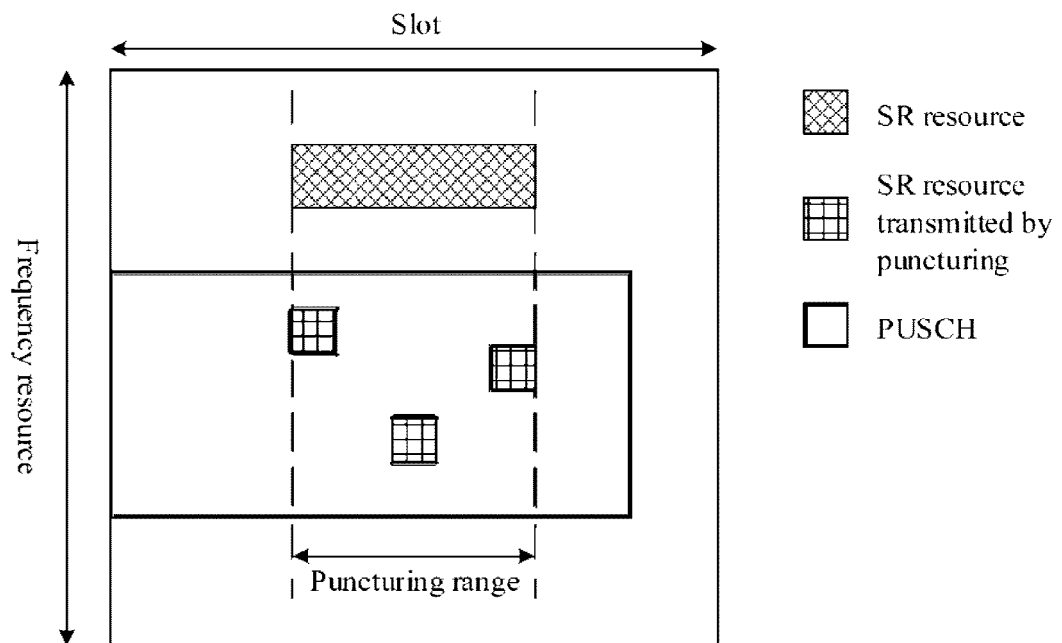 Slot
SR resource
SR resource
transmitted by
puncturing
PUSCH
Frequency resource
Puncturing range